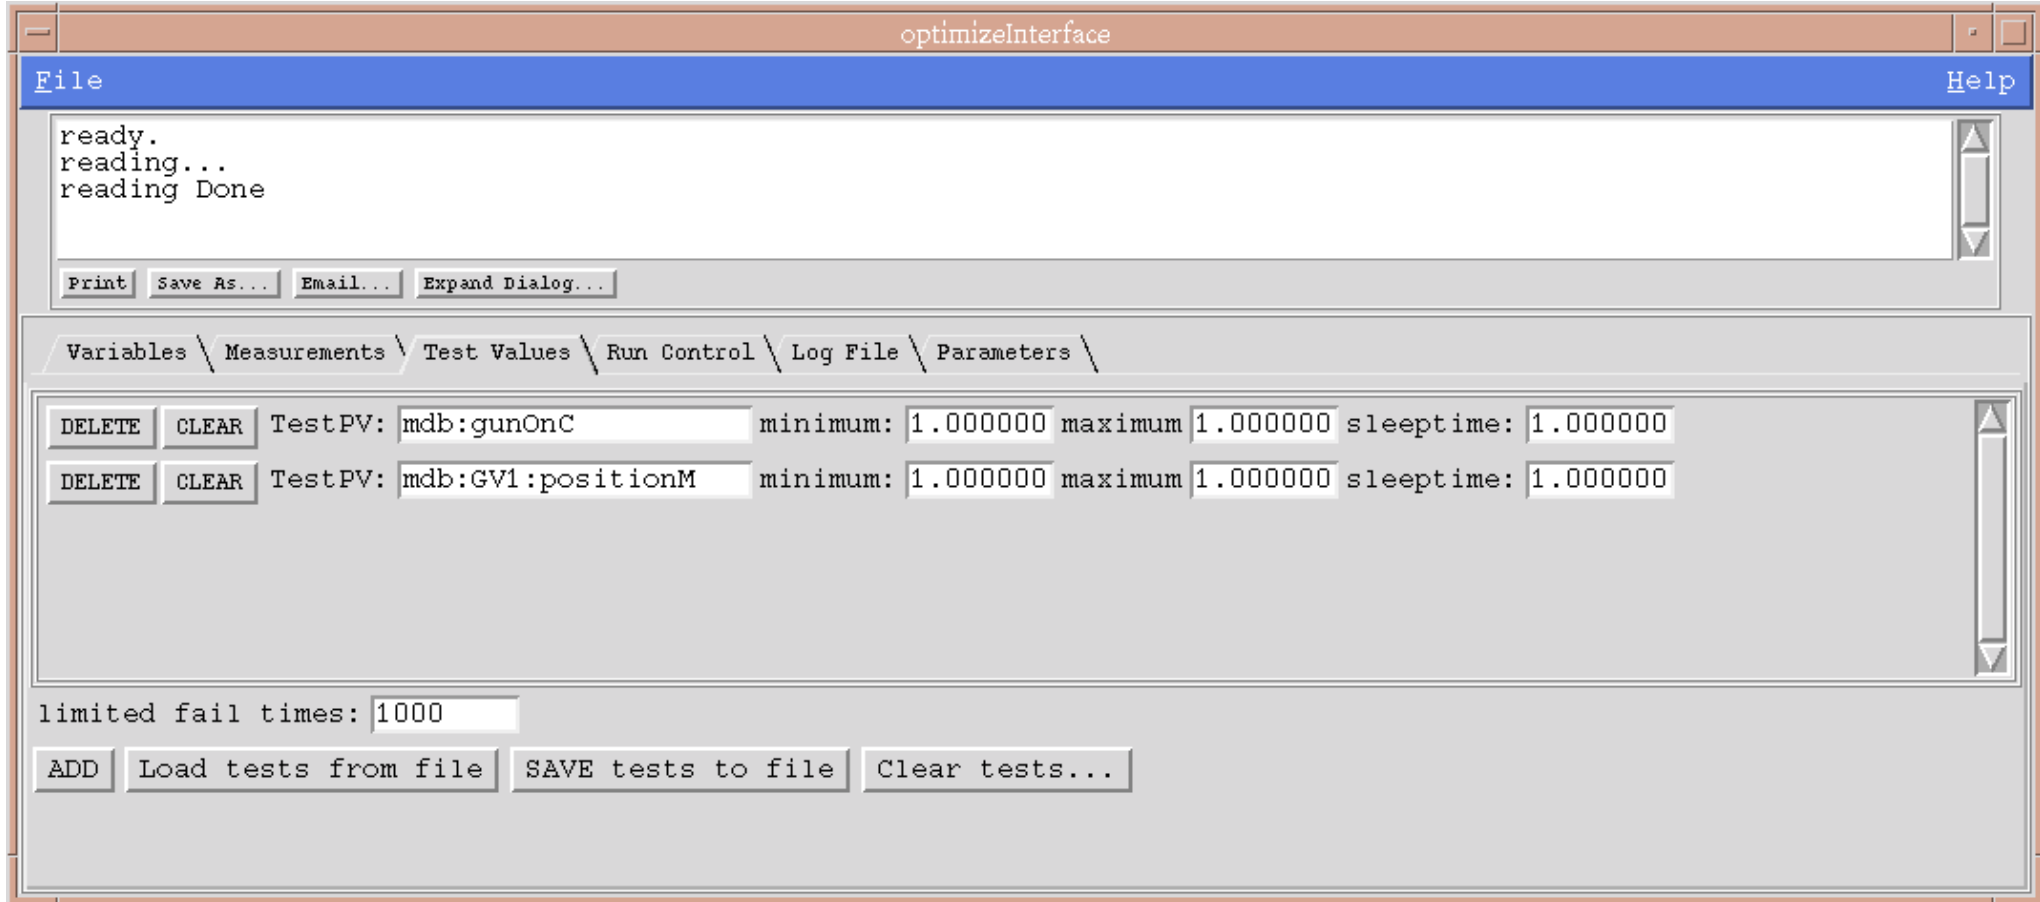 optimizeInterface
File Help
ready.
reading...
reading Done
Print Save As... Email... Expand Dialog...
Variables Measurements Test Values Run Control Log File Parameters
DELETE CLEAR TestPV: mdb:gunOnC minimum: 1.000000 maximum 1.000000 sleeptime: 1.000000
DELETE CLEAR TestPV: mdb:GV1:positionM minimum: 1.000000 maximum 1.000000 sleeptime: 1.000000
limited fail times: 1000
ADD Load tests from file SAVE tests to file Clear tests...